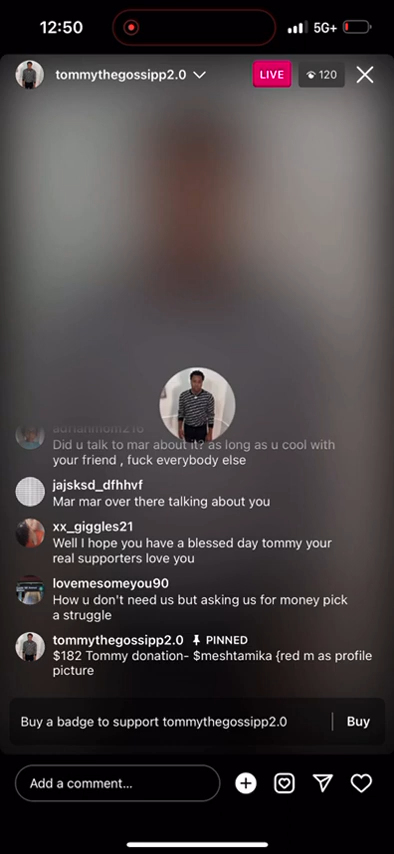 12:50
5G+
tommythegossipp2.0
LIVE
120
adrianmom216
Did u talk to mar about it? as long as u cool with
your friend , fuck everybody else
jajsksd_dfhhvf
Mar mar over there talking about you
xx_giggles21
Well I hope you have a blessed day tommy your
real supporters love you
lovemesomeyou90
How u don't need us but asking us for money pick
a struggle
tommythegossipp2.0 PINNED
$182 Tommy donation- $meshtamika {red m as profile
picture
Buy a badge to support tommythegossipp2.0
Buy
Add a comment...